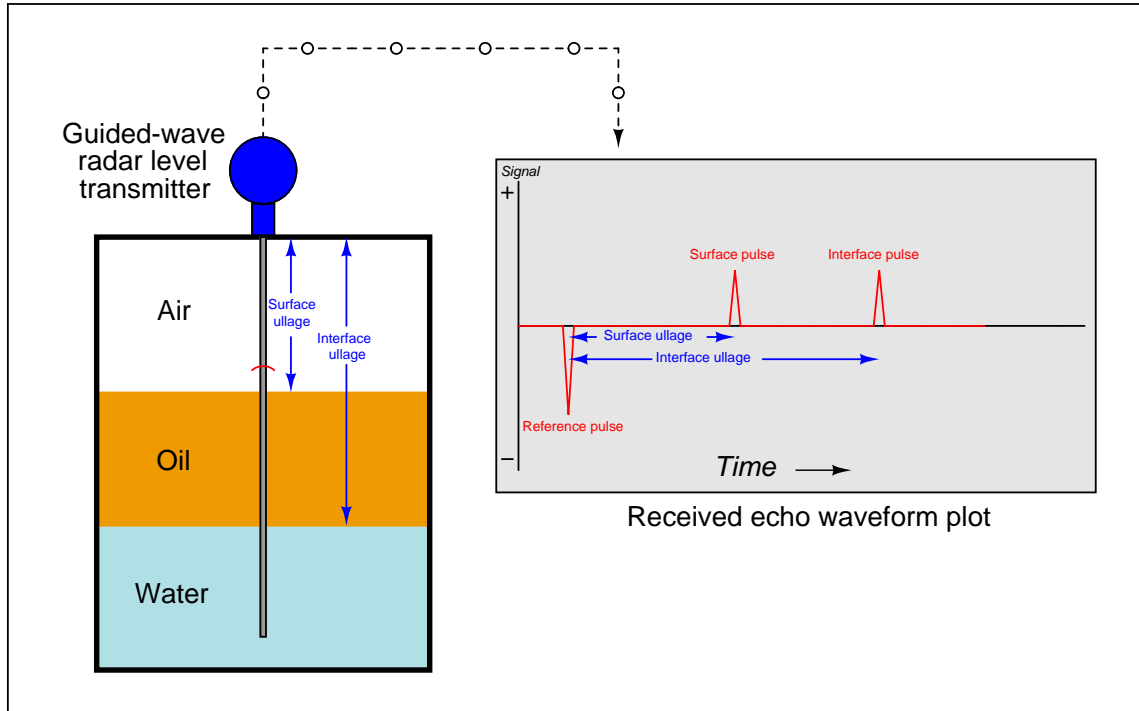 Guided-wave
radar level
transmitter
Air
Surface
ullage
Interface
ullage
Oil
Water
Signal
+
Surface pulse
Interface pulse
Surface ullage
Interface ullage
Reference pulse
−
Time
Received echo waveform plot